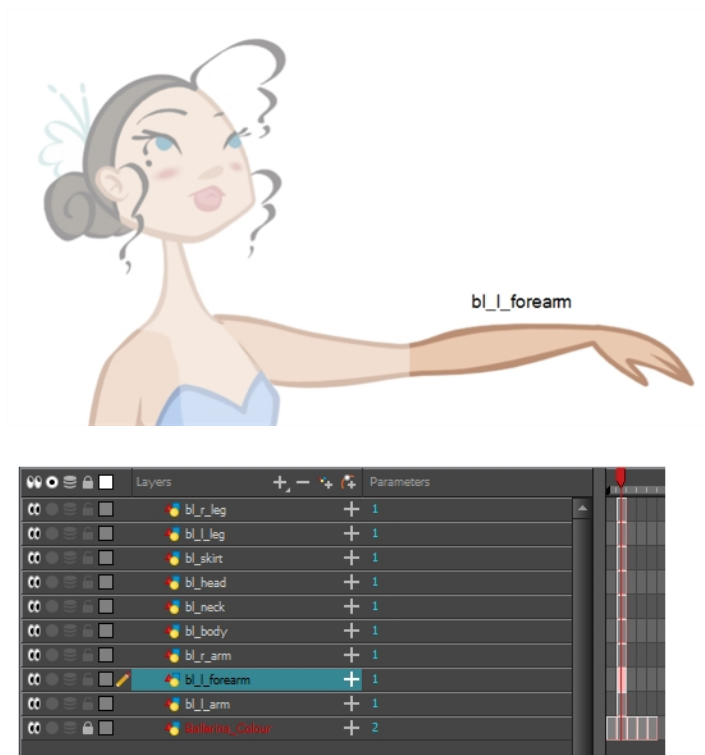 bl_l_forearm
Layers Parameters
bl_r_leg 1
bl_l_leg 1
bl_skirt 1
bl_head 1
bl_neck 1
bl_body 1
bl_r_arm 1
bl_l_forearm 1
bl_l_arm 1
Ballerina_Colour 2